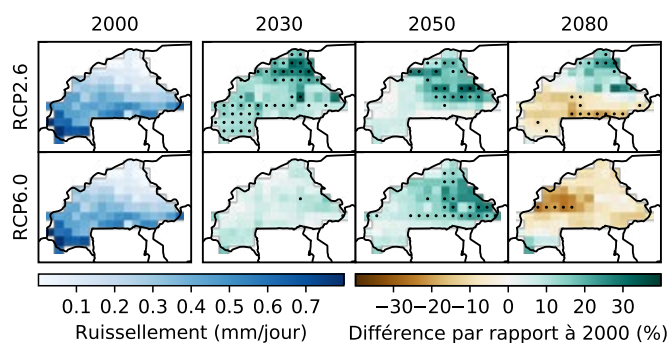 2000 2030 2050 2080
RCP2.6
RCP6.0
0.1 0.2 0.3 0.4 0.5 0.6 0.7
−30 −20 −10 0 10 20 30
Ruissellement (mm/jour)
Différence par rapport à 2000 (%)